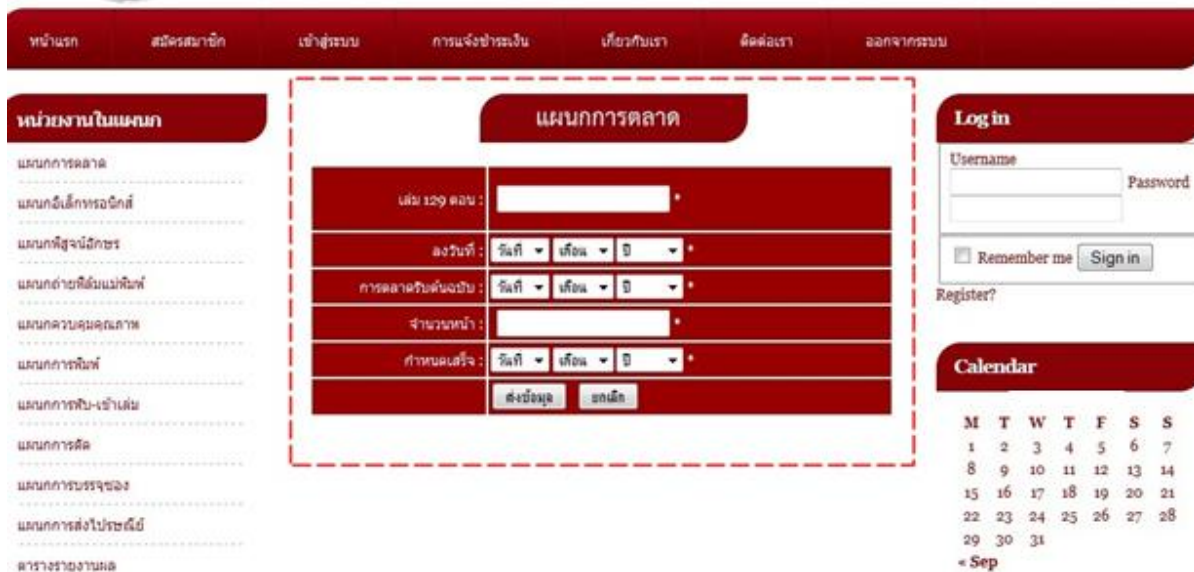 หน้าแรก สมัครสมาชิก เข้าสู่ระบบ การแจ้งชำระเงิน เกี่ยวกับเรา ติดต่อเรา ออกจากระบบ
หน่วยงานในแผนก
แผนกการตลาด
แผนกอิเล็กทรอนิกส์
แผนกพิสูจน์อักษร
แผนกถ่ายฟิล์มแม่พิมพ์
แผนกควบคุมคุณภาพ
แผนกการพิมพ์
แผนกการพับ-เข้าเล่ม
แผนกการตัด
แผนกการบรรจุซอง
แผนกการส่งไปรษณีย์
ตารางรายงานผล
แผนกการตลาด
เล่ม 129 ตอน : *
ลงวันที่ : วันที่ เดือน ปี *
การตลาดรับต้นฉบับ : วันที่ เดือน ปี *
จำนวนหน้า : *
กำหนดเสร็จ : วันที่ เดือน ปี *
ส่งข้อมูล ยกเลิก
Log in
Username
Password
Remember me Sign in
Register?
Calendar
M T W T F S S
1 2 3 4 5 6 7
8 9 10 11 12 13 14
15 16 17 18 19 20 21
22 23 24 25 26 27 28
29 30 31
« Sep